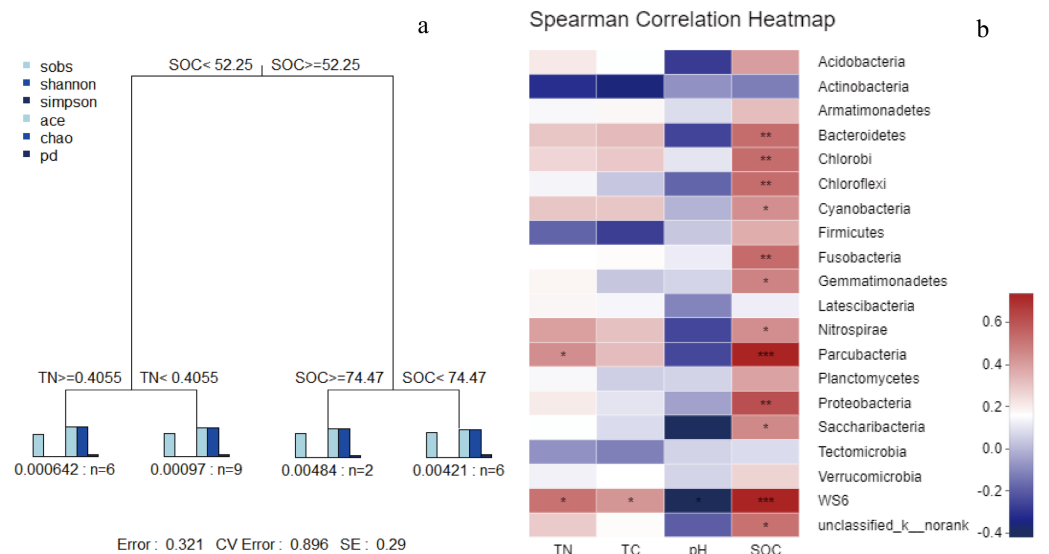 a
SOC< 52.25 SOC>=52.25
sobs
shannon
simpson
ace
chao
pd
TN>=0.4055 TN< 0.4055
SOC>=74.47 SOC< 74.47
0.000642 : n=6
0.00097 : n=9
0.00484 : n=2
0.00421 : n=6
Error : 0.321 CV Error : 0.896 SE : 0.29
Spearman Correlation Heatmap
b
Acidobacteria
Actinobacteria
Armatimonadetes
** Bacteroidetes
** Chlorobi
** Chloroflexi
* Cyanobacteria
Firmicutes
** Fusobacteria
* Gemmatimonadetes
Latescibacteria
* Nitrospirae
* *** Parcubacteria
Planctomycetes
** Proteobacteria
* Saccharibacteria
Tectomicrobia
Verrucomicrobia
* * * *** WS6
* unclassified_k__norank
TN TC pH SOC
0.6
0.4
0.2
0.0
-0.2
-0.4